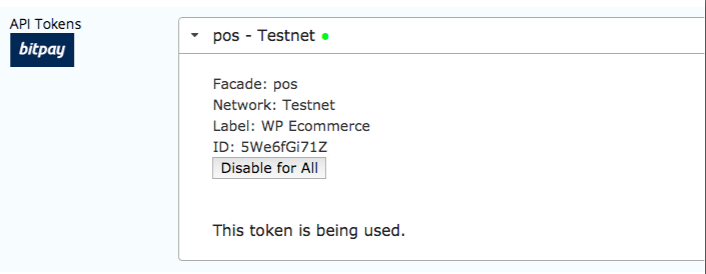 API Tokens
bitpay
pos - Testnet
Facade: pos
Network: Testnet
Label: WP Ecommerce
ID: 5We6fGi71Z
Disable for All
This token is being used.